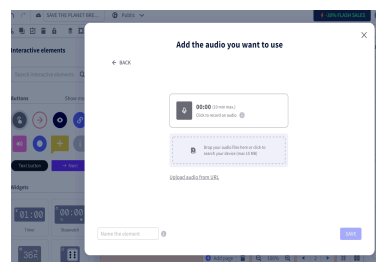 SAVE THE PLANET BRE...
Public
30% FLASH SALES
Interactive elements
Search interactive elements
Buttons
Show mo
Text button
Widgets
01:00
00:00
Timer
Stopwatch
Add the audio you want to use
BACK
00:00 (10 min max.)
Click to record an audio
Drag your audio files here or click to
search your device (max 15 MB)
Upload audio from URL
Name the element
SAVE
Add page
100%